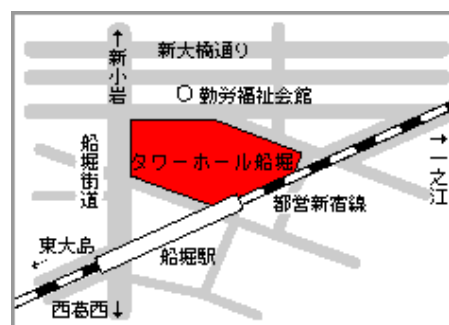 ↑新小岩
新大橋通り
勤労福祉会館
船堀街道
タワーホール船堀
→一之江
都営新宿線
東大島
←
船堀駅
西葛西↓